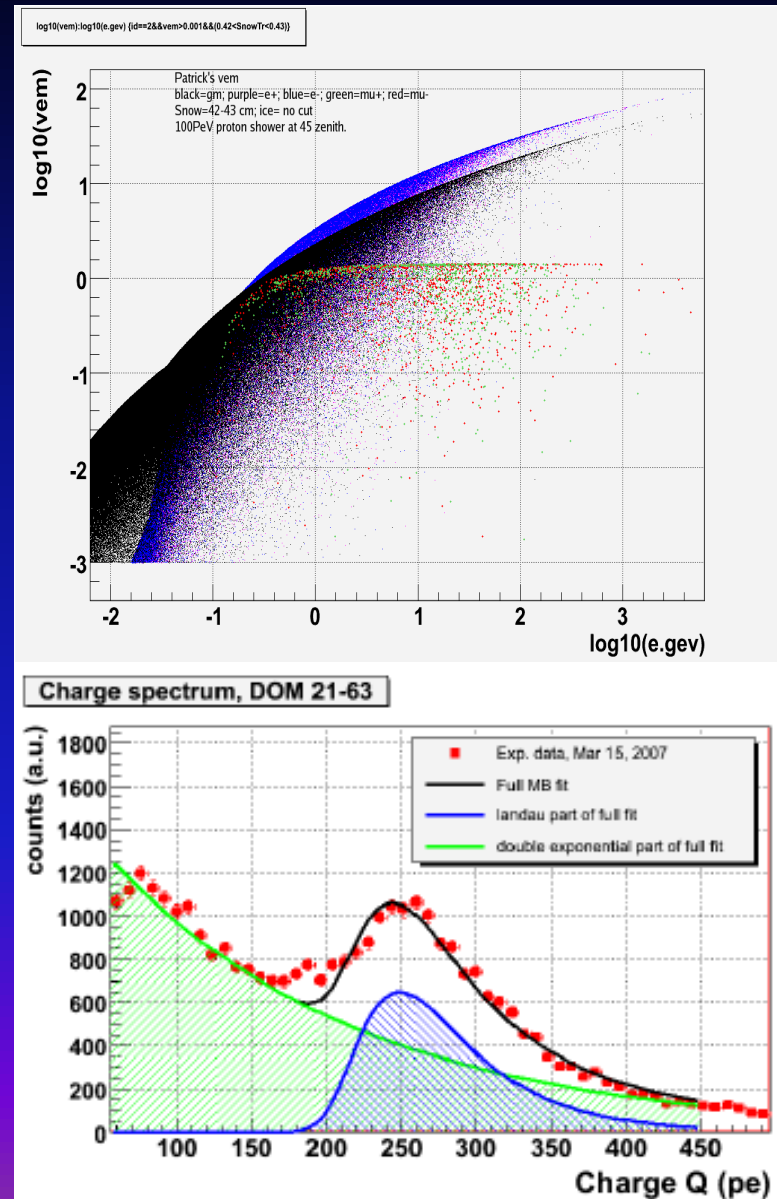 log10(vem):log10(e.gev) {id==2&&vem>0.001&&(0.42<SnowTr<0.43)}
Patrick's vem
black=gm; purple=e+; blue=e-; green=mu+; red=mu-
Snow=42-43 cm; ice= no cut
100PeV proton shower at 45 zenith.
log10(vem)
2
1
0
-1
-2
-3
-2 -1 0 1 2 3
log10(e.gev)
Charge spectrum, DOM 21-63
counts (a.u.)
1800
1600
1400
1200
1000
800
600
400
200
0
Exp. data, Mar 15, 2007
Full MB fit
landau part of full fit
double exponential part of full fit
100 150 200 250 300 350 400 450
Charge Q (pe)